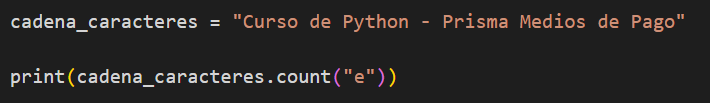 cadena_caracteres = "Curso de Python - Prisma Medios de Pago"
print(cadena_caracteres.count("e"))